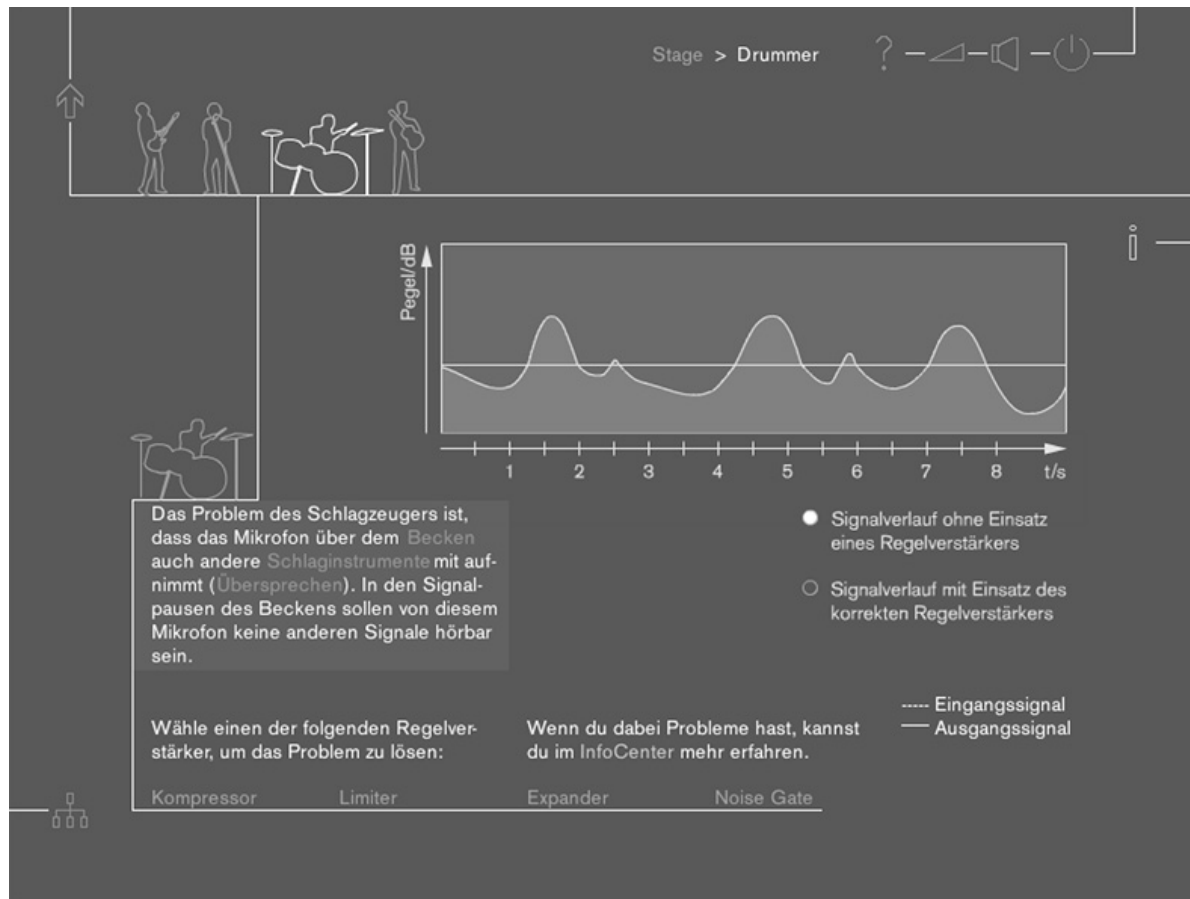 Stage > Drummer
?
i
Pegel/dB
1 2 3 4 5 6 7 8 t/s
Das Problem des Schlagzeugers ist,
dass das Mikrofon über dem Becken
auch andere Schlaginstrumente mit auf-
nimmt (Übersprechen). In den Signal-
pausen des Beckens sollen von diesem
Mikrofon keine anderen Signale hörbar
sein.
Signalverlauf ohne Einsatz
eines Regelverstärkers
Signalverlauf mit Einsatz des
korrekten Regelverstärkers
----- Eingangssignal
— Ausgangssignal
Wähle einen der folgenden Regelver-
stärker, um das Problem zu lösen:
Wenn du dabei Probleme hast, kannst
du im InfoCenter mehr erfahren.
Kompressor Limiter Expander Noise Gate